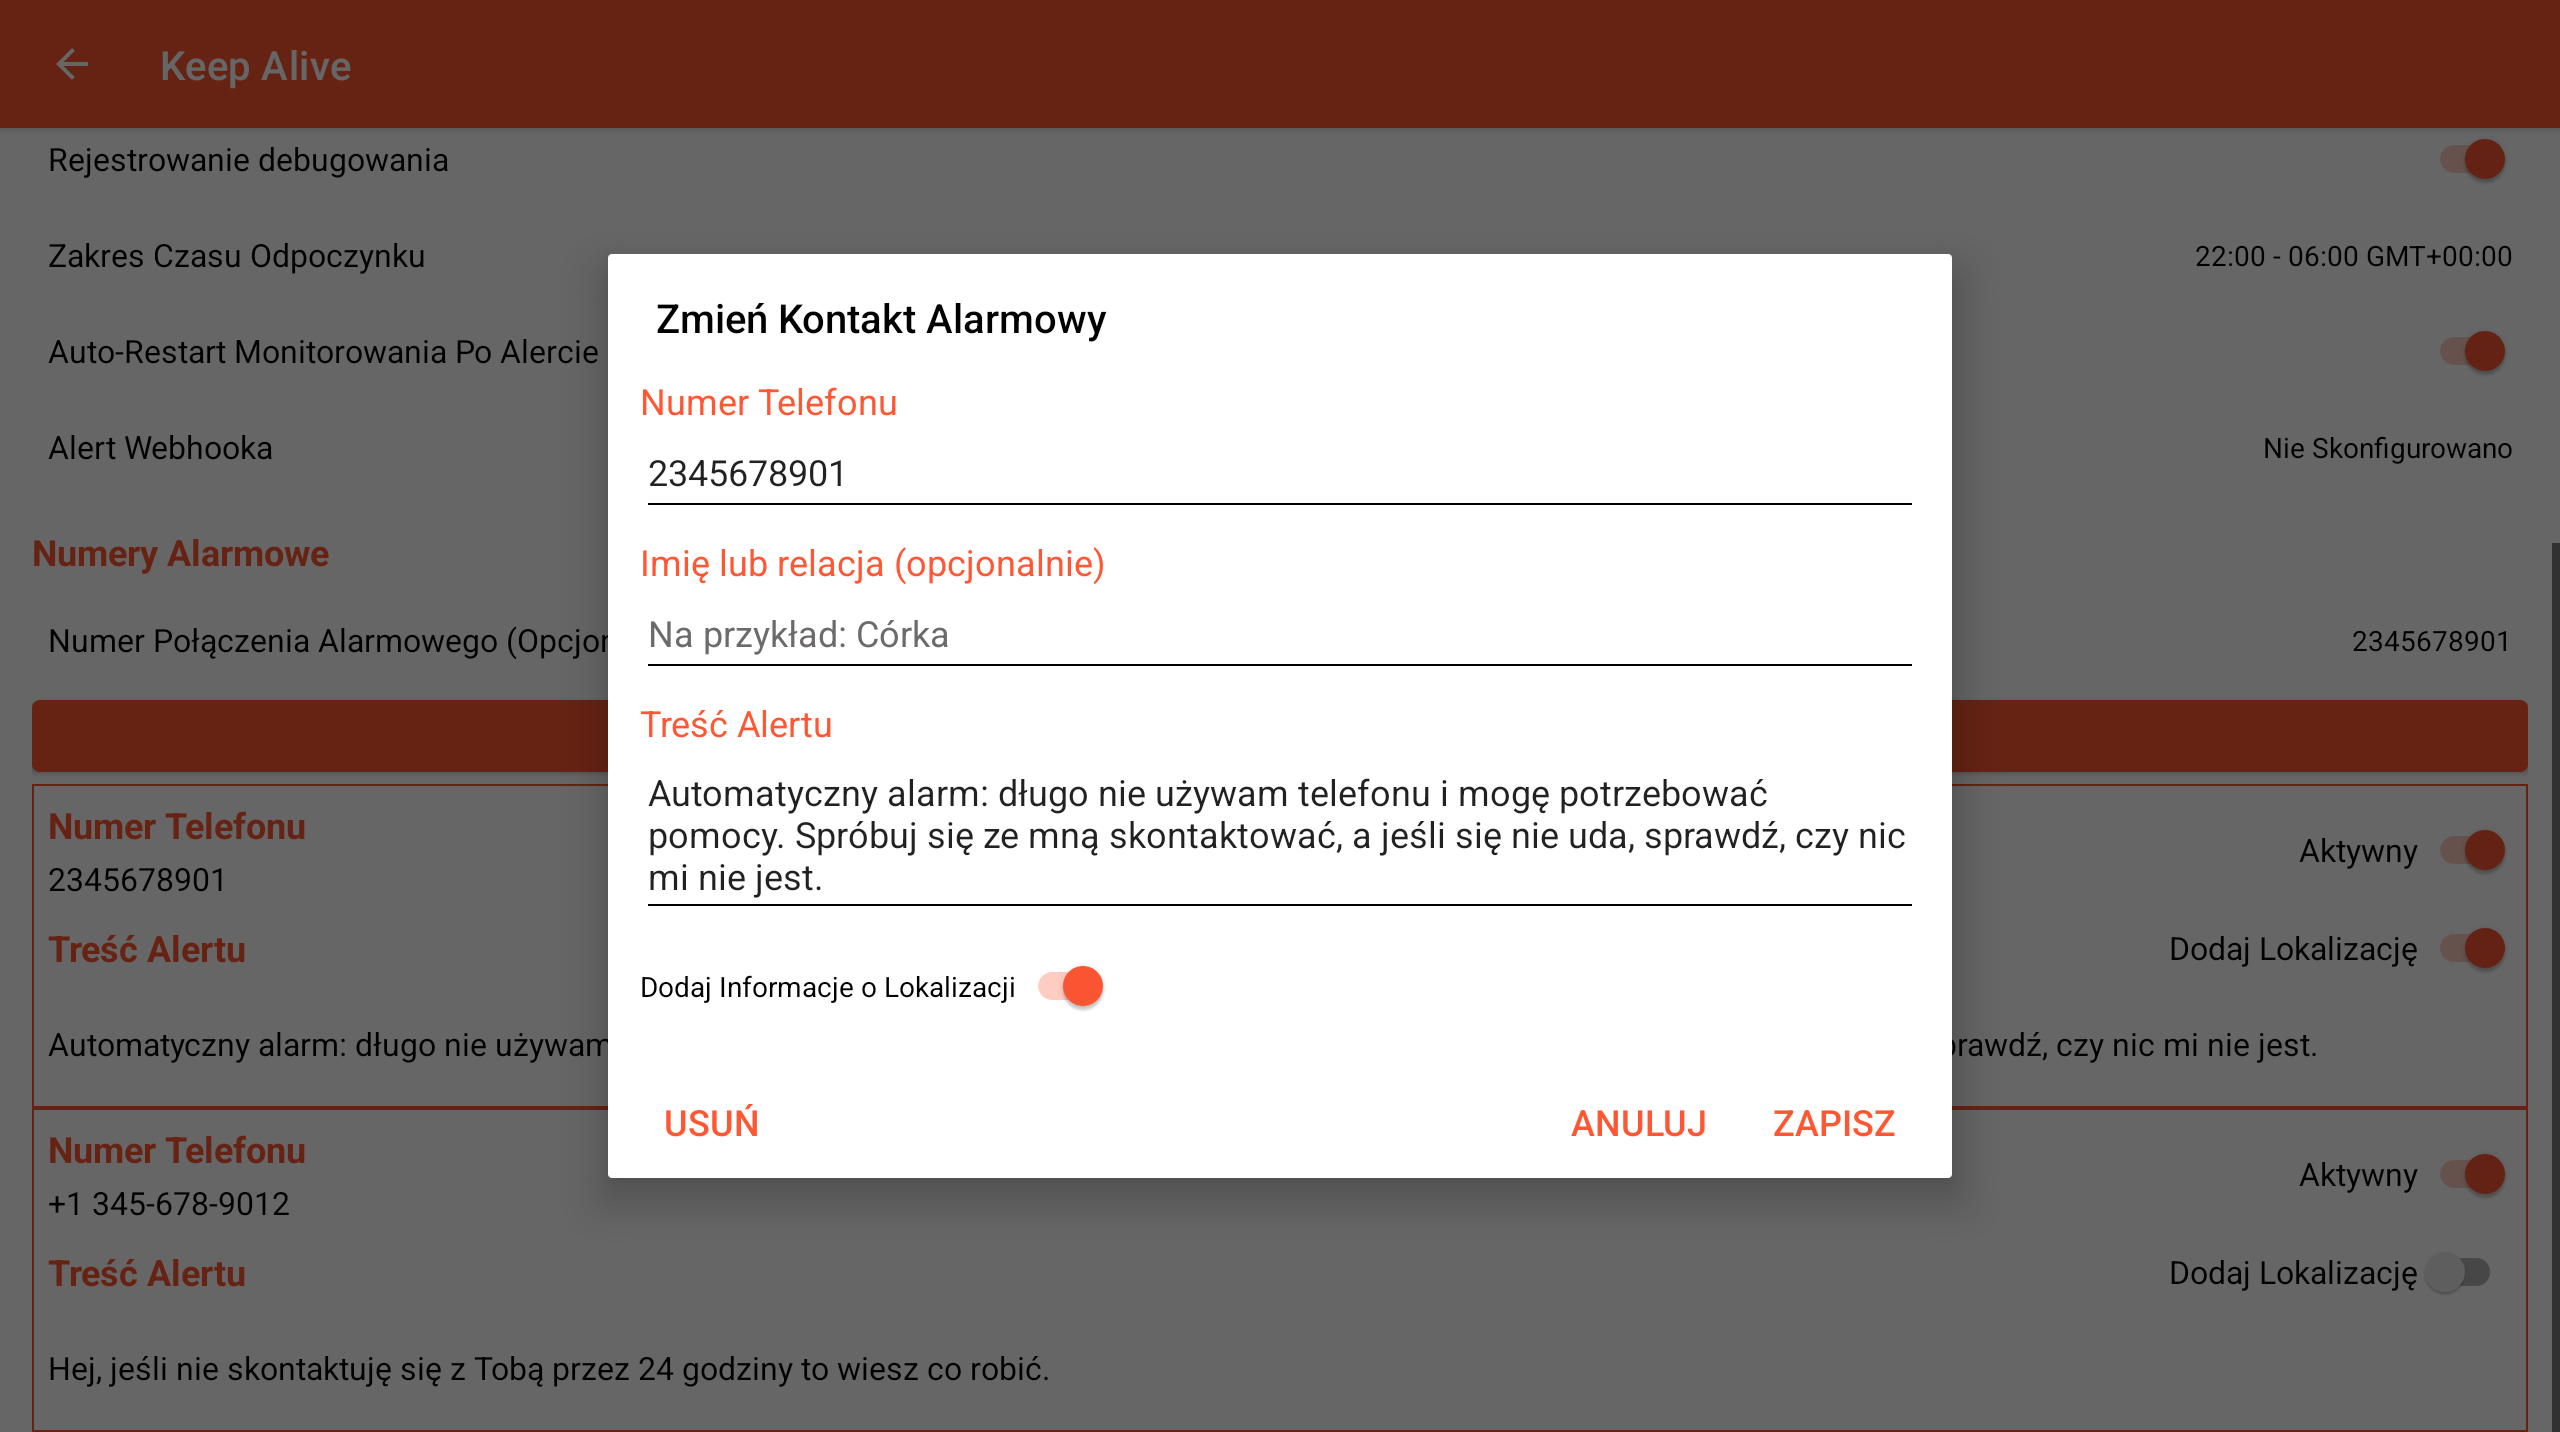 Keep Alive
Rejestrowanie debugowania
Zakres Czasu Odpoczynku
22:00 - 06:00 GMT+00:00
Auto-Restart Monitorowania Po Alercie
Alert Webhooka
Nie Skonfigurowano
Numery Alarmowe
Numer Połączenia Alarmowego
2345678901
Numer Telefonu
2345678901
Aktywny
Treść Alertu
Dodaj Lokalizację
Automatyczny alarm: długo nie używam
czy nic mi nie jest.
Numer Telefonu
+1 345-678-9012
Aktywny
Treść Alertu
Dodaj Lokalizację
Hej, jeśli nie skontaktuję się z Tobą przez 24 godziny to wiesz co robić.
Zmień Kontakt Alarmowy
Numer Telefonu
2345678901
Imię lub relacja (opcjonalnie)
Na przykład: Córka
Treść Alertu
Automatyczny alarm: długo nie używam telefonu i mogę potrzebować
pomocy. Spróbuj się ze mną skontaktować, a jeśli się nie uda, sprawdź, czy nic
mi nie jest.
Dodaj Informacje o Lokalizacji
USUŃ
ANULUJ
ZAPISZ